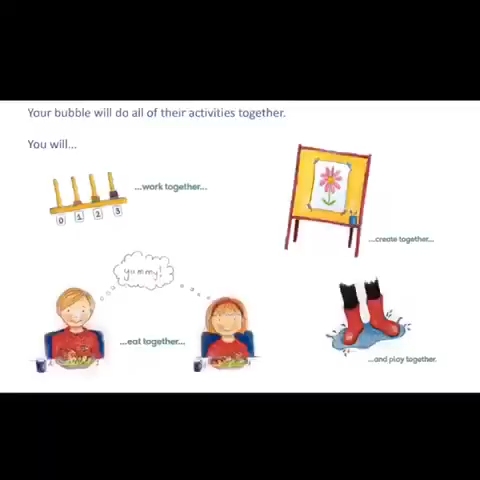 Your bubble will do all of their activities together.
You will...
...work together...
0 1 2 3
...create together...
yummy!
...eat together...
...and play together.